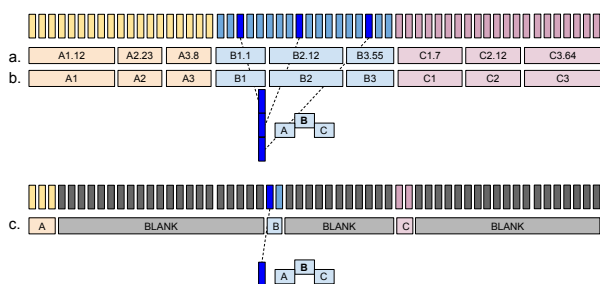 a. A1.12 A2.23 A3.8 B1.1 B2.12 B3.55 C1.7 C2.12 C3.64
b. A1 A2 A3 B1 B2 B3 C1 C2 C3
A B C
c. A BLANK B BLANK C BLANK
A B C